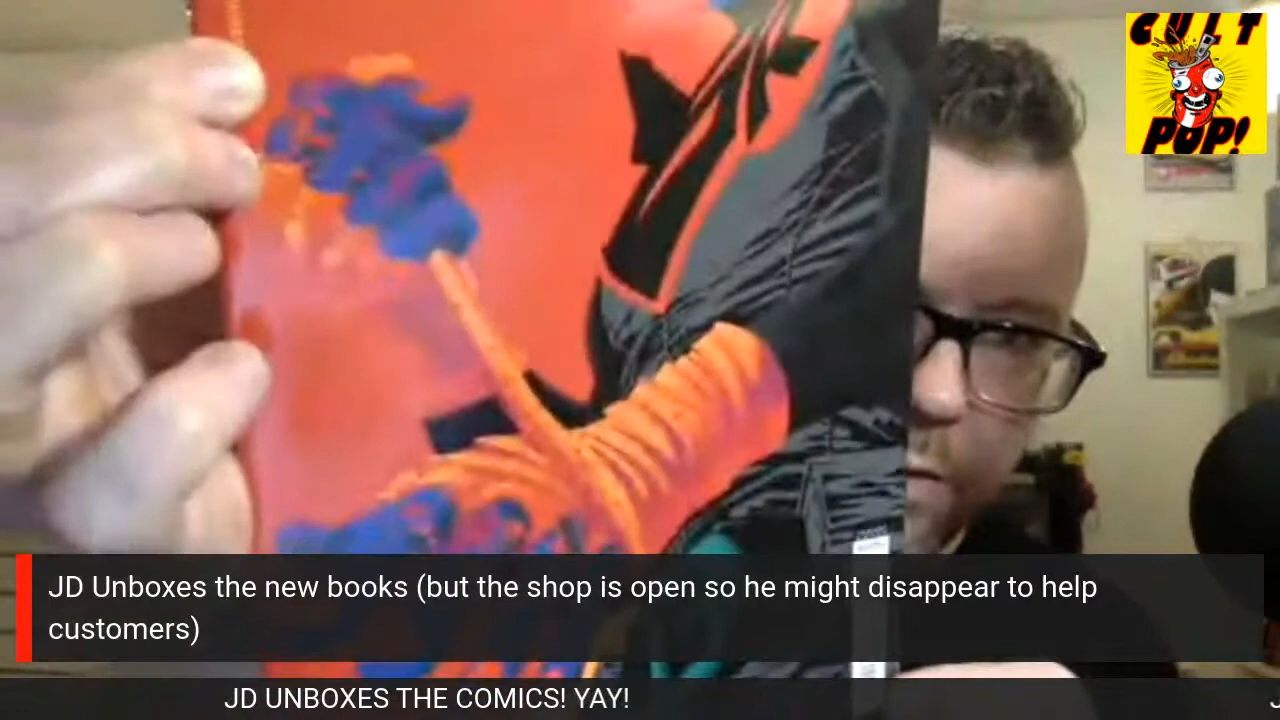 CULT
POP!
JD Unboxes the new books (but the shop is open so he might disappear to help
customers)
JD UNBOXES THE COMICS! YAY!
J